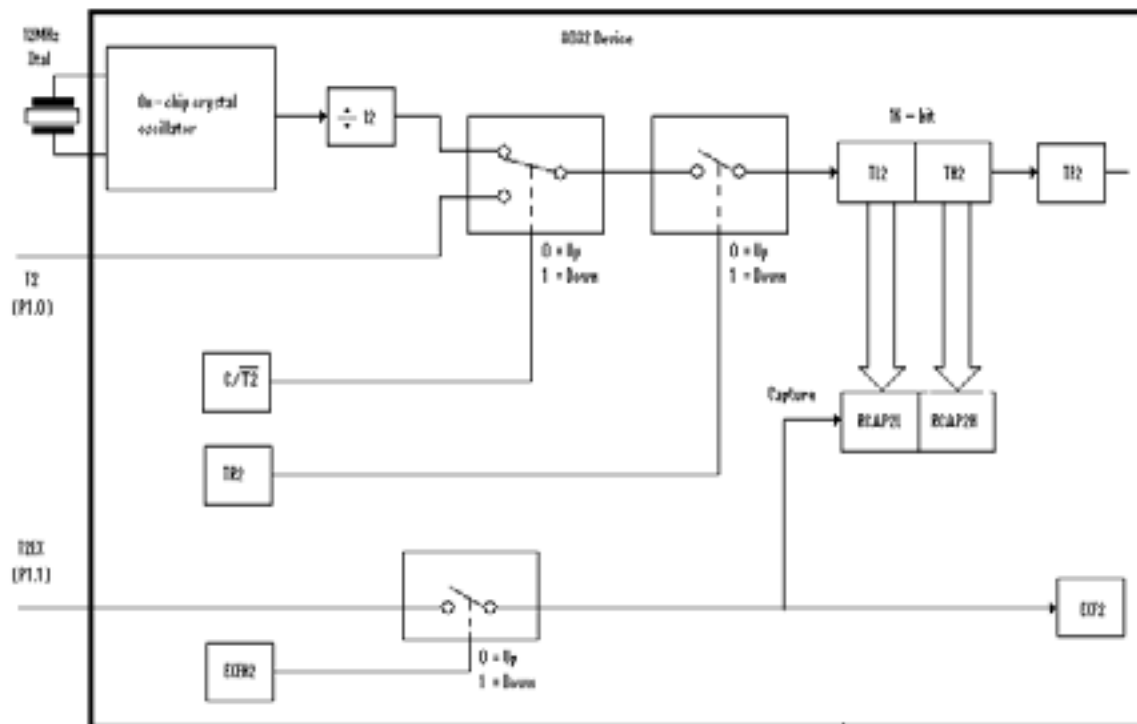 12MHz
Xtal
8032 Device
On – chip crystal
oscillator
÷ 12
16 – bit
TL2 TH2 TF2
0 = Up
1 = Down
0 = Up
1 = Down
T2
(P1.0)
C/T̅2̅
Capture
RCAP2L RCAP2H
TR2
T2EX
(P1.1)
EXF2
EXEN2
0 = Up
1 = Down